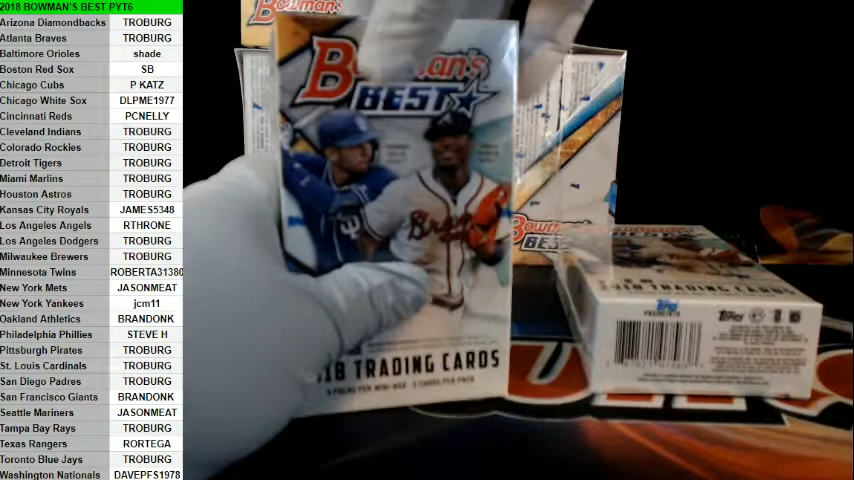 2018 BOWMAN'S BEST PYT6
Arizona Diamondbacks TROBURG
Atlanta Braves TROBURG
Baltimore Orioles shade
Boston Red Sox SB
Chicago Cubs P KATZ
Chicago White Sox DLPME1977
Cincinnati Reds PCNELLY
Cleveland Indians TROBURG
Colorado Rockies TROBURG
Detroit Tigers TROBURG
Miami Marlins TROBURG
Houston Astros TROBURG
Kansas City Royals JAMES5348
Los Angeles Angels RTHRONE
Los Angeles Dodgers TROBURG
Milwaukee Brewers TROBURG
Minnesota Twins ROBERTA31380
New York Mets JASONMEAT
New York Yankees jcm11
Oakland Athletics BRANDONK
Philadelphia Phillies STEVE H
Pittsburgh Pirates TROBURG
St. Louis Cardinals TROBURG
San Diego Padres TROBURG
San Francisco Giants BRANDONK
Seattle Mariners JASONMEAT
Tampa Bay Rays TROBURG
Texas Rangers RORTEGA
Toronto Blue Jays TROBURG
Washington Nationals DAVEPFS1978
Bowman's
BEST
TRADING CARDS
5 CARDS PER PACK
Bowman
BES
2018 TRADING CARDS
Topps
Topps